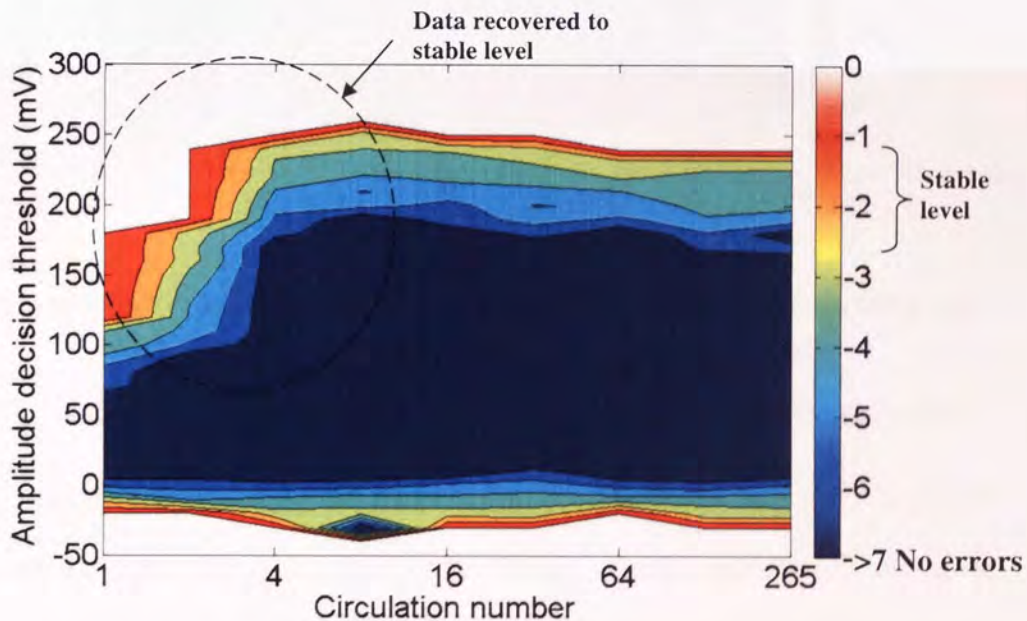 Data recovered to
stable level
Amplitude decision threshold (mV)
300
250
200
150
100
50
0
-50
1
4
16
64
265
Circulation number
0
-1
-2
-3
-4
-5
-6
->7 No errors
Stable
level